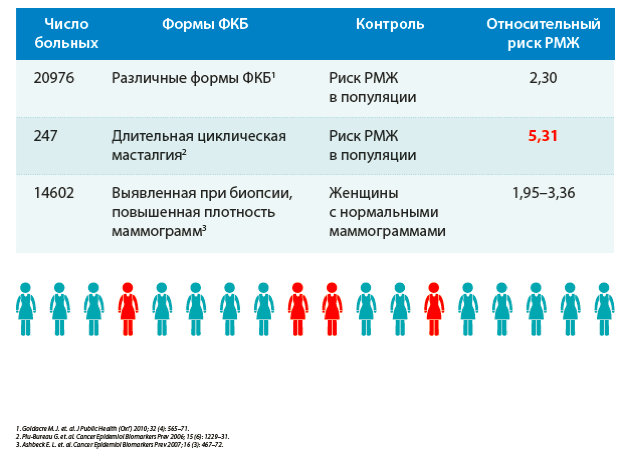 Число больных
Формы ФКБ
Контроль
Относительный риск РМЖ
20976
Различные формы ФКБ¹
Риск РМЖ
в популяции
2,30
247
Длительная циклическая
масталгия²
Риск РМЖ
в популяции
5,31
14602
Выявленная при биопсии,
повышенная плотность
маммограмм³
Женщины
с нормальными
маммограммами
1,95–3,36
1. Goldacre M. J. et. al. J Public Health (Oxf) 2010; 32 (4): 565–71.
2. Plu-Bureau G. et. al. Cancer Epidemiol Biomarkers Prev 2006; 15 (6): 1229–31.
3. Ashbeck E. L. et. al. Cancer Epidemiol Biomarkers Prev 2007; 16 (3): 467–72.